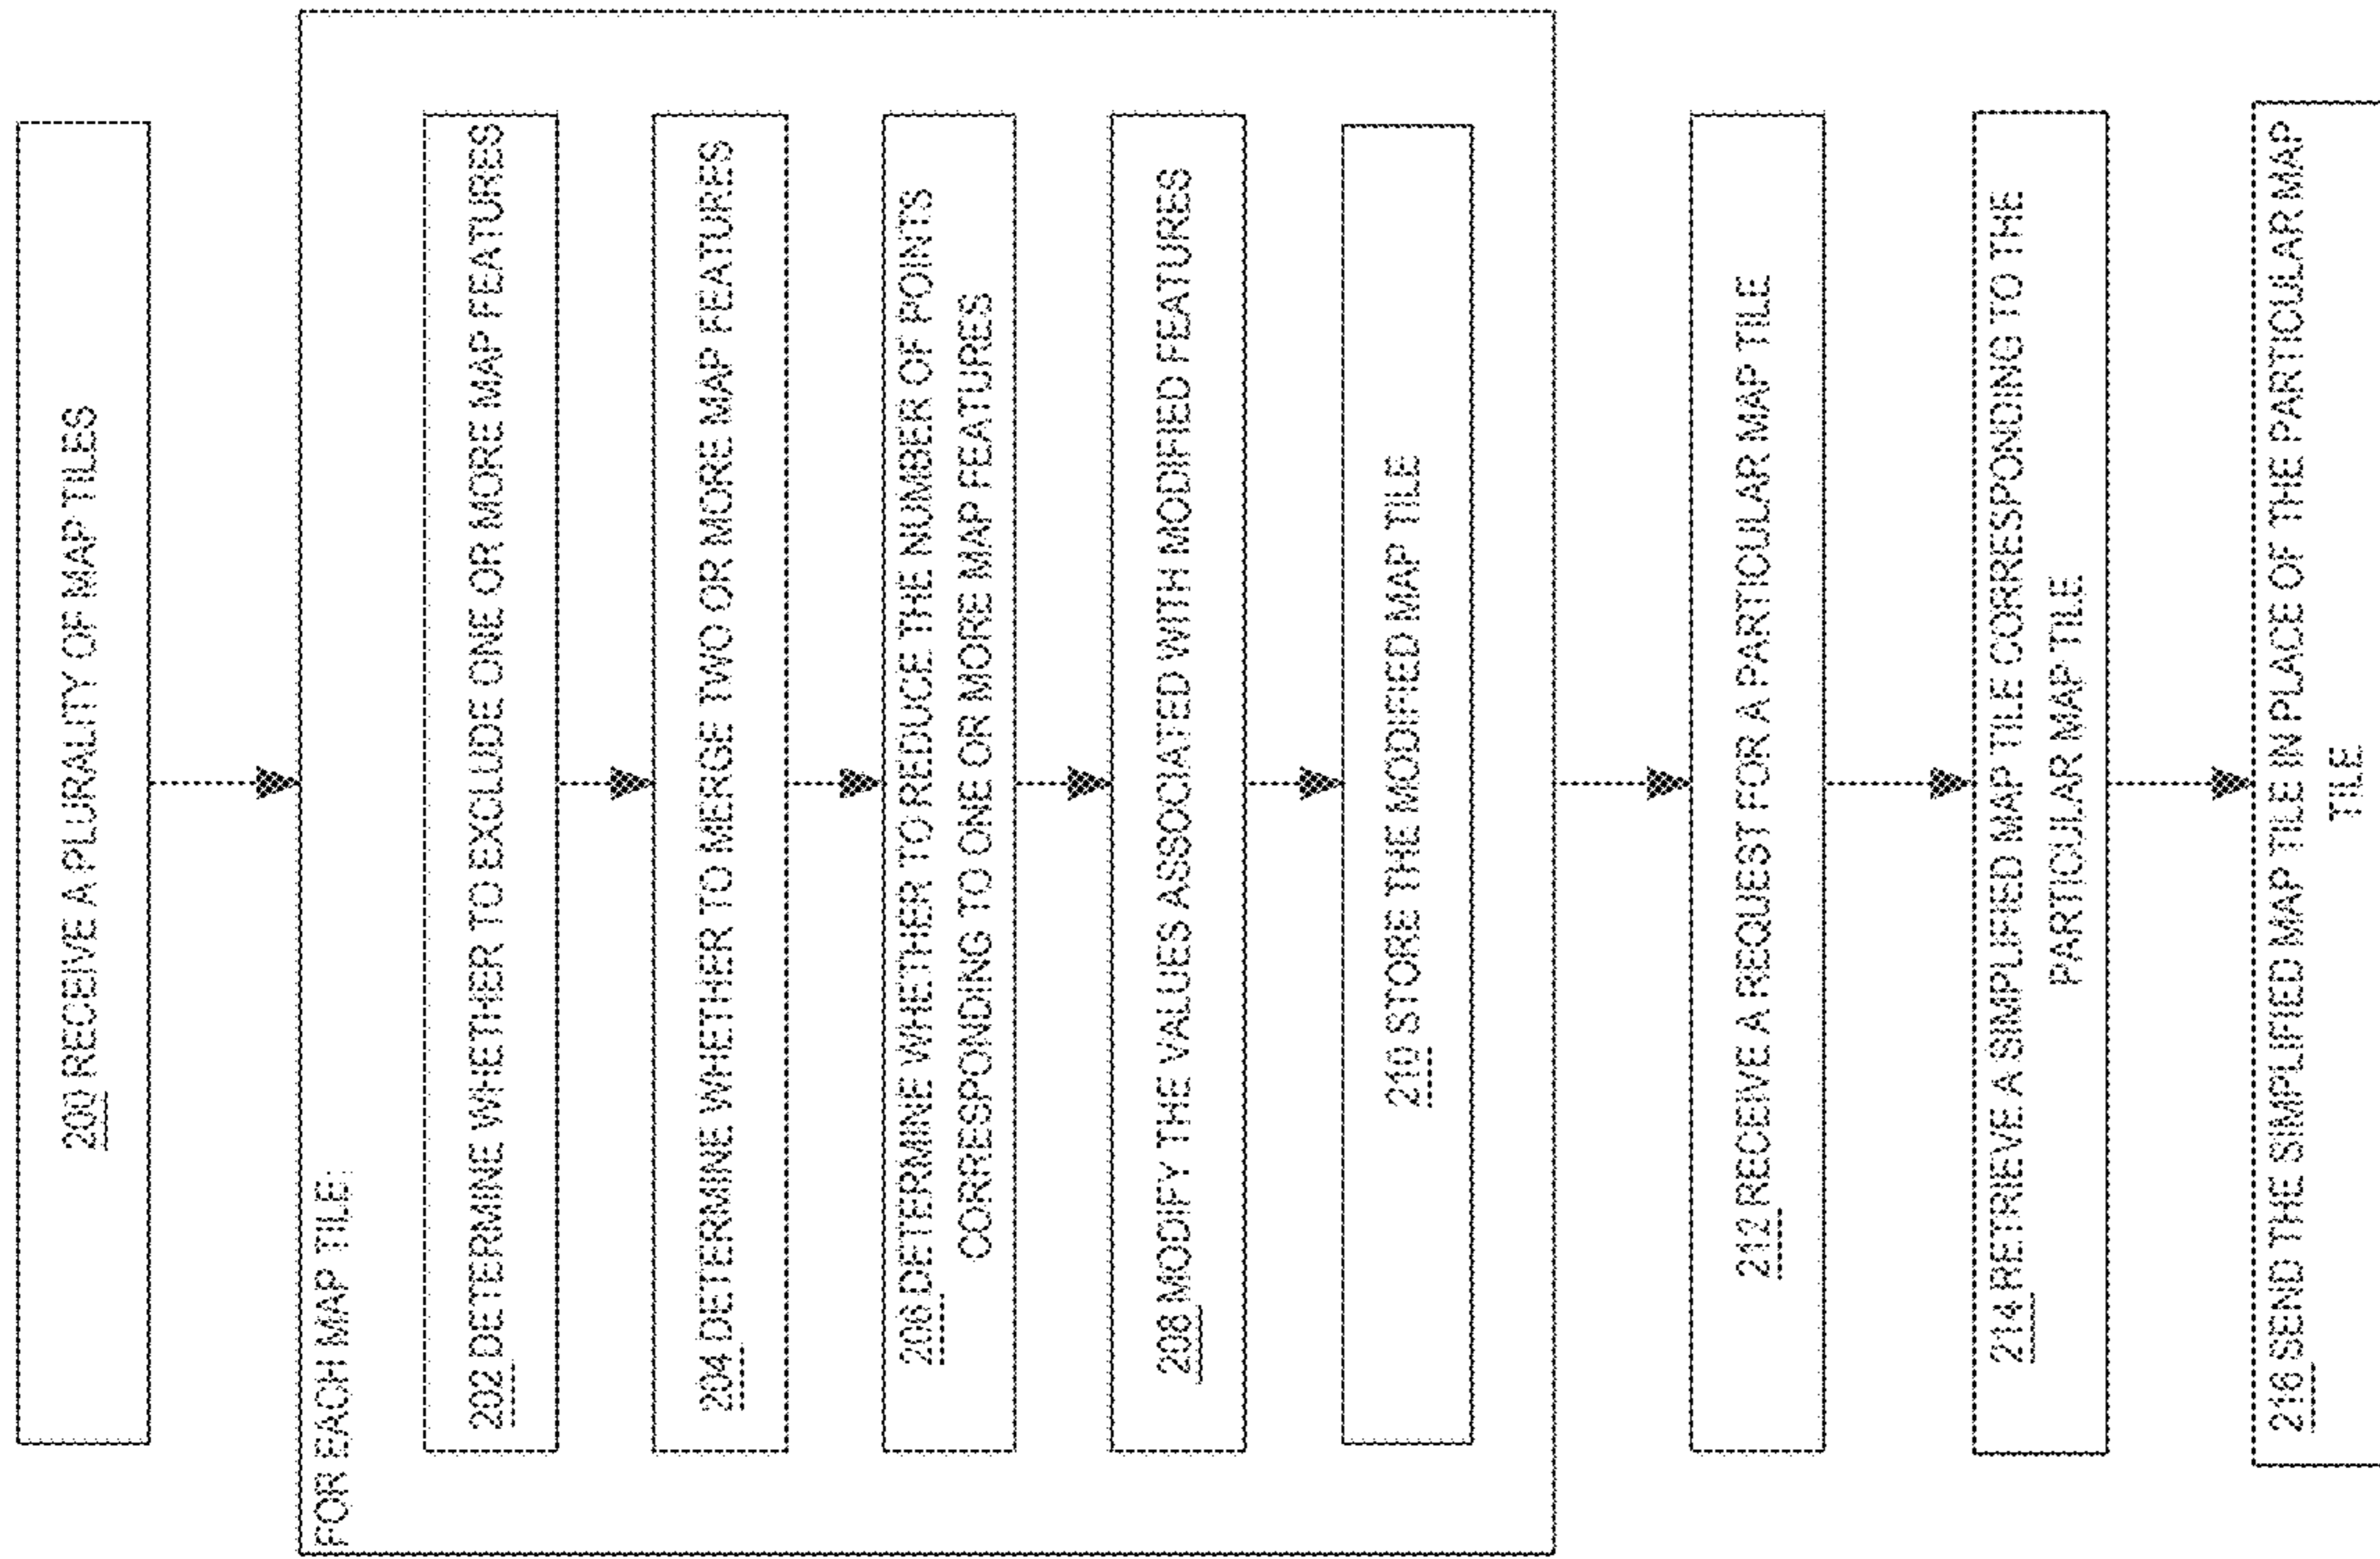 200 RECEIVE A PLURALITY OF MAP TILES
FOR EACH MAP TILE:
202 DETERMINE WHETHER TO EXCLUDE ONE OR MORE MAP FEATURES
204 DETERMINE WHETHER TO MERGE TWO OR MORE MAP FEATURES
206 DETERMINE WHETHER TO REDUCE THE NUMBER OF POINTS
CORRESPONDING TO ONE OR MORE MAP FEATURES
208 MODIFY THE VALUES ASSOCIATED WITH MODIFIED FEATURES
210 STORE THE MODIFIED MAP TILE
212 RECEIVE A REQUEST FOR A PARTICULAR MAP TILE
214 RETRIEVE A SIMPLIFIED MAP TILE CORRESPONDING TO THE
PARTICULAR MAP TILE
216 SEND THE SIMPLIFIED MAP TILE IN PLACE OF THE PARTICULAR MAP
TILE